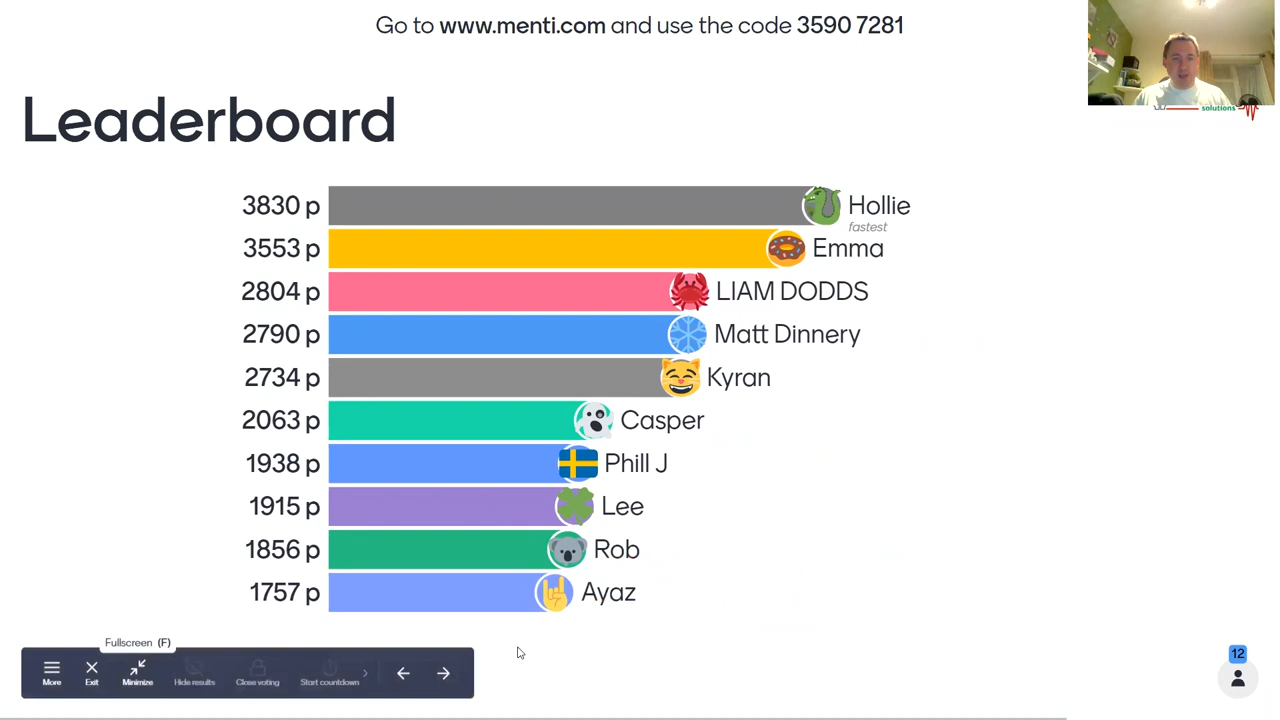 Go to www.menti.com and use the code 3590 7281
solutions
Leaderboard
3830 p Hollie
fastest
3553 p Emma
2804 p LIAM DODDS
2790 p Matt Dinnery
2734 p Kyran
2063 p Casper
1938 p Phill J
1915 p Lee
1856 p Rob
1757 p Ayaz
Fullscreen (F)
More Exit Minimize Hide results Close voting Start countdown
12